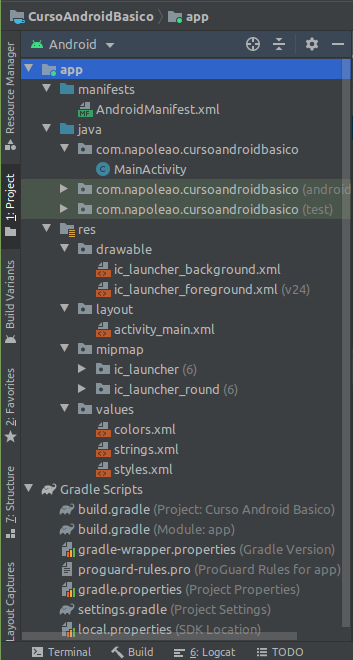 CursoAndroidBasico
app
Android
app
manifests
AndroidManifest.xml
java
com.napoleao.cursoandroidbasico
MainActivity
com.napoleao.cursoandroidbasico (android
com.napoleao.cursoandroidbasico (test)
res
drawable
ic_launcher_background.xml
ic_launcher_foreground.xml (v24)
layout
activity_main.xml
mipmap
ic_launcher (6)
ic_launcher_round (6)
values
colors.xml
strings.xml
styles.xml
Gradle Scripts
build.gradle (Project: Curso Android Basico)
build.gradle (Module: app)
gradle-wrapper.properties (Gradle Version)
proguard-rules.pro (ProGuard Rules for app)
gradle.properties (Project Properties)
settings.gradle (Project Settings)
local.properties (SDK Location)
Resource Manager
1: Project
Build Variants
2: Favorites
7: Structure
Layout Captures
Terminal
Build
6: Logcat
TODO